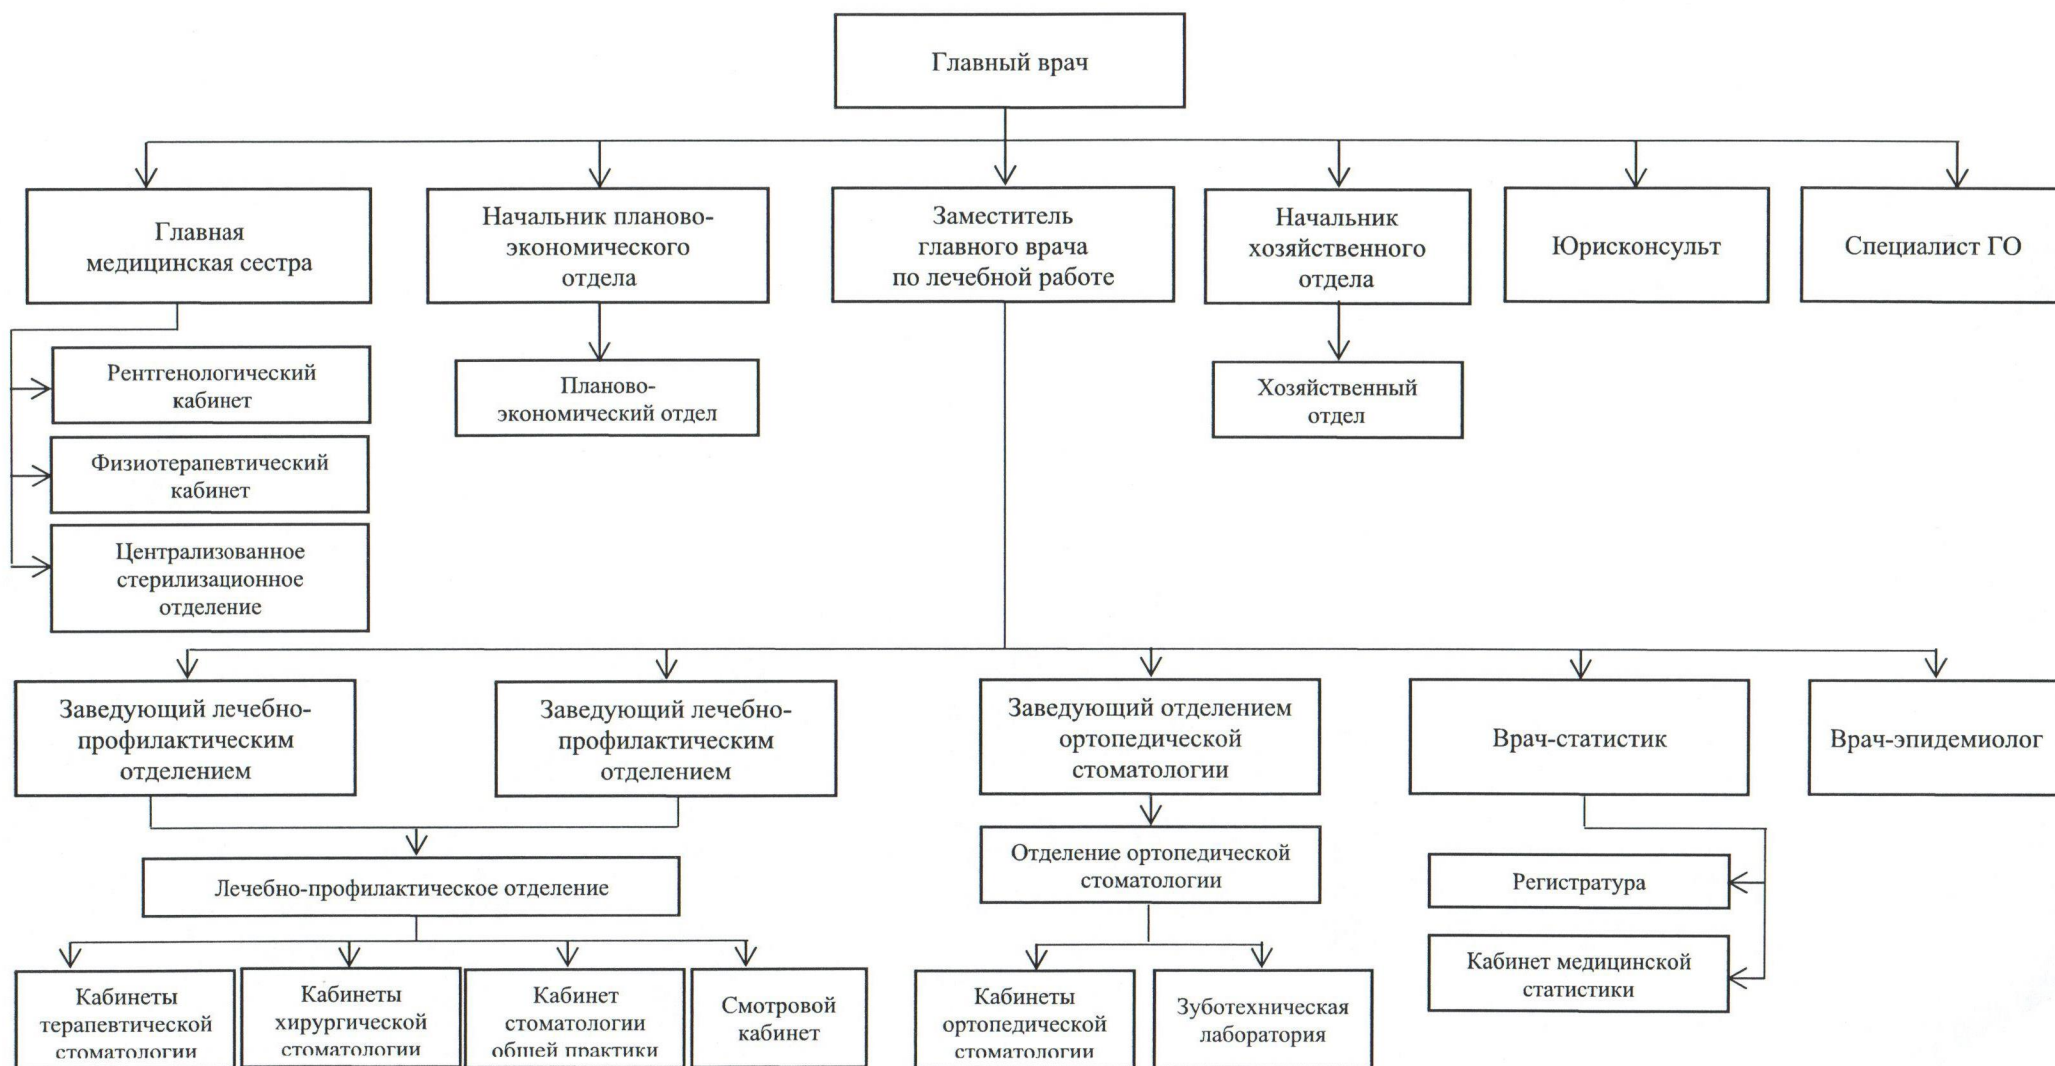 Главный врач
Главная
медицинская сестра
Начальник планово-
экономического
отдела
Заместитель
главного врача
по лечебной работе
Начальник
хозяйственного
отдела
Юрисконсульт
Специалист ГО
Рентгенологический
кабинет
Физиотерапевтический
кабинет
Централизованное
стерилизационное
отделение
Планово-
экономический отдел
Хозяйственный
отдел
Заведующий лечебно-
профилактическим
отделением
Заведующий лечебно-
профилактическим
отделением
Заведующий отделением
ортопедической
стоматологии
Врач-статистик
Врач-эпидемиолог
Лечебно-профилактическое отделение
Отделение ортопедической
стоматологии
Регистратура
Кабинет медицинской
статистики
Кабинеты
терапевтической
стоматологии
Кабинеты
хирургической
стоматологии
Кабинет
стоматологии
общей практики
Смотровой
кабинет
Кабинеты
ортопедической
стоматологии
Зуботехническая
лаборатория